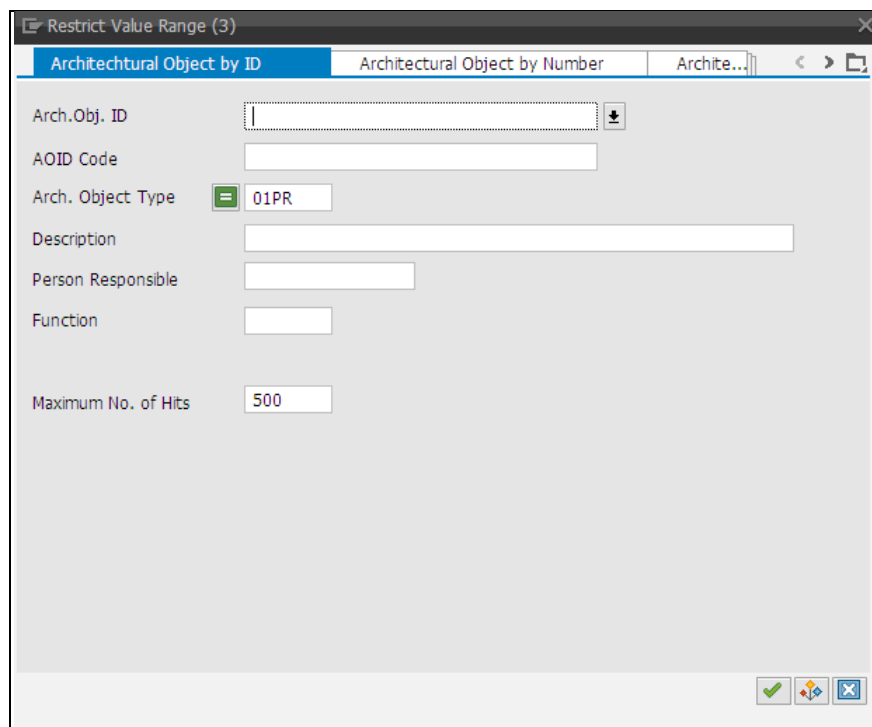 Restrict Value Range (3)
Architechtural Object by ID Architectural Object by Number Archite...
Arch.Obj. ID
AOID Code
Arch. Object Type = 01PR
Description
Person Responsible
Function
Maximum No. of Hits 500